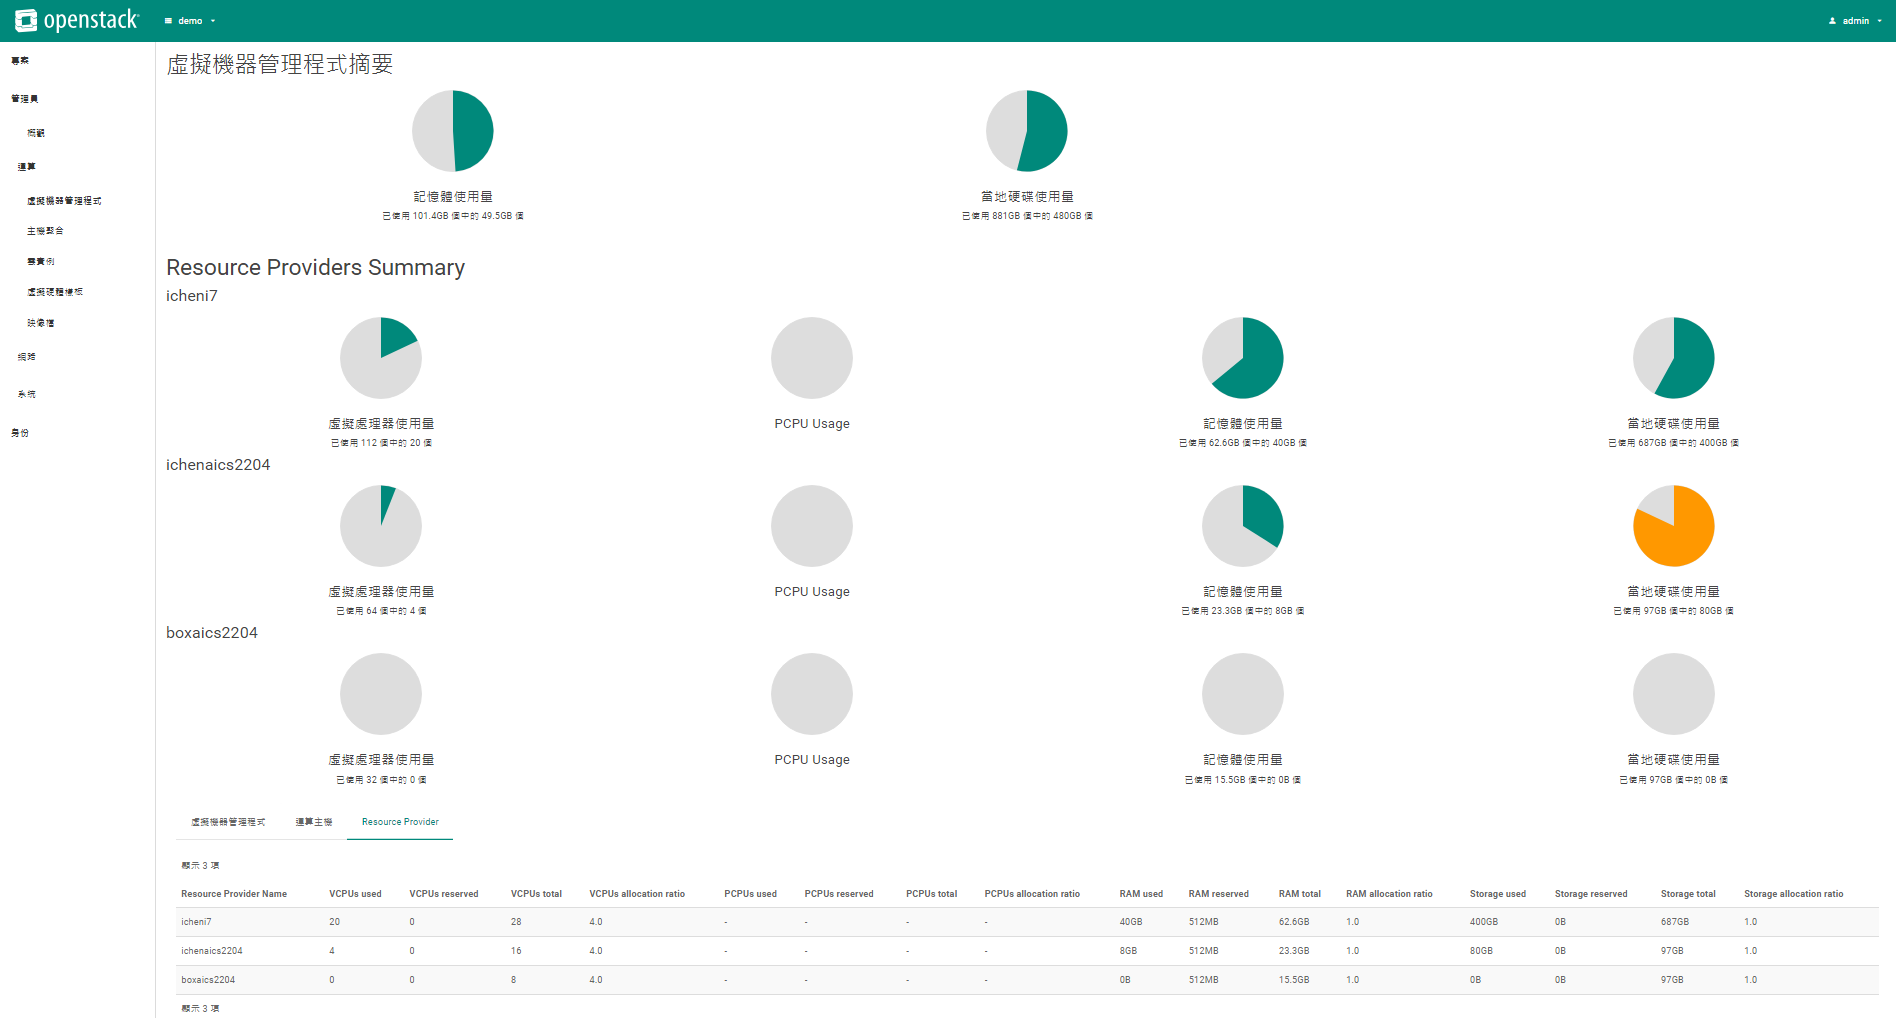 openstack
demo
admin
專案
管理員
概觀
運算
虛擬機器管理程式
主機聚合
雲實例
虛擬硬體樣板
映像檔
網路
系統
身份
虛擬機器管理程式摘要
記憶體使用量
已使用 101.4GB 個中的 49.5GB 個
當地硬碟使用量
已使用 881GB 個中的 480GB 個
Resource Providers Summary
icheni7
虛擬處理器使用量
已使用 112 個中的 20 個
PCPU Usage
記憶體使用量
已使用 62.6GB 個中的 40GB 個
當地硬碟使用量
已使用 687GB 個中的 400GB 個
ichenaics2204
虛擬處理器使用量
已使用 64 個中的 4 個
PCPU Usage
記憶體使用量
已使用 23.3GB 個中的 8GB 個
當地硬碟使用量
已使用 97GB 個中的 80GB 個
boxaics2204
虛擬處理器使用量
已使用 32 個中的 0 個
PCPU Usage
記憶體使用量
已使用 15.5GB 個中的 0B 個
當地硬碟使用量
已使用 97GB 個中的 0B 個
虛擬機器管理程式 運算主機 Resource Provider
顯示 3 項
Resource Provider Name VCPUs used VCPUs reserved VCPUs total VCPUs allocation ratio PCPUs used PCPUs reserved PCPUs total PCPUs allocation ratio RAM used RAM reserved RAM total RAM allocation ratio Storage used Storage reserved Storage total Storage allocation ratio
icheni7 20 0 28 4.0 - - - - 40GB 512MB 62.6GB 1.0 400GB 0B 687GB 1.0
ichenaics2204 4 0 16 4.0 - - - - 8GB 512MB 23.3GB 1.0 80GB 0B 97GB 1.0
boxaics2204 0 0 8 4.0 - - - - 0B 512MB 15.5GB 1.0 0B 0B 97GB 1.0
顯示 3 項